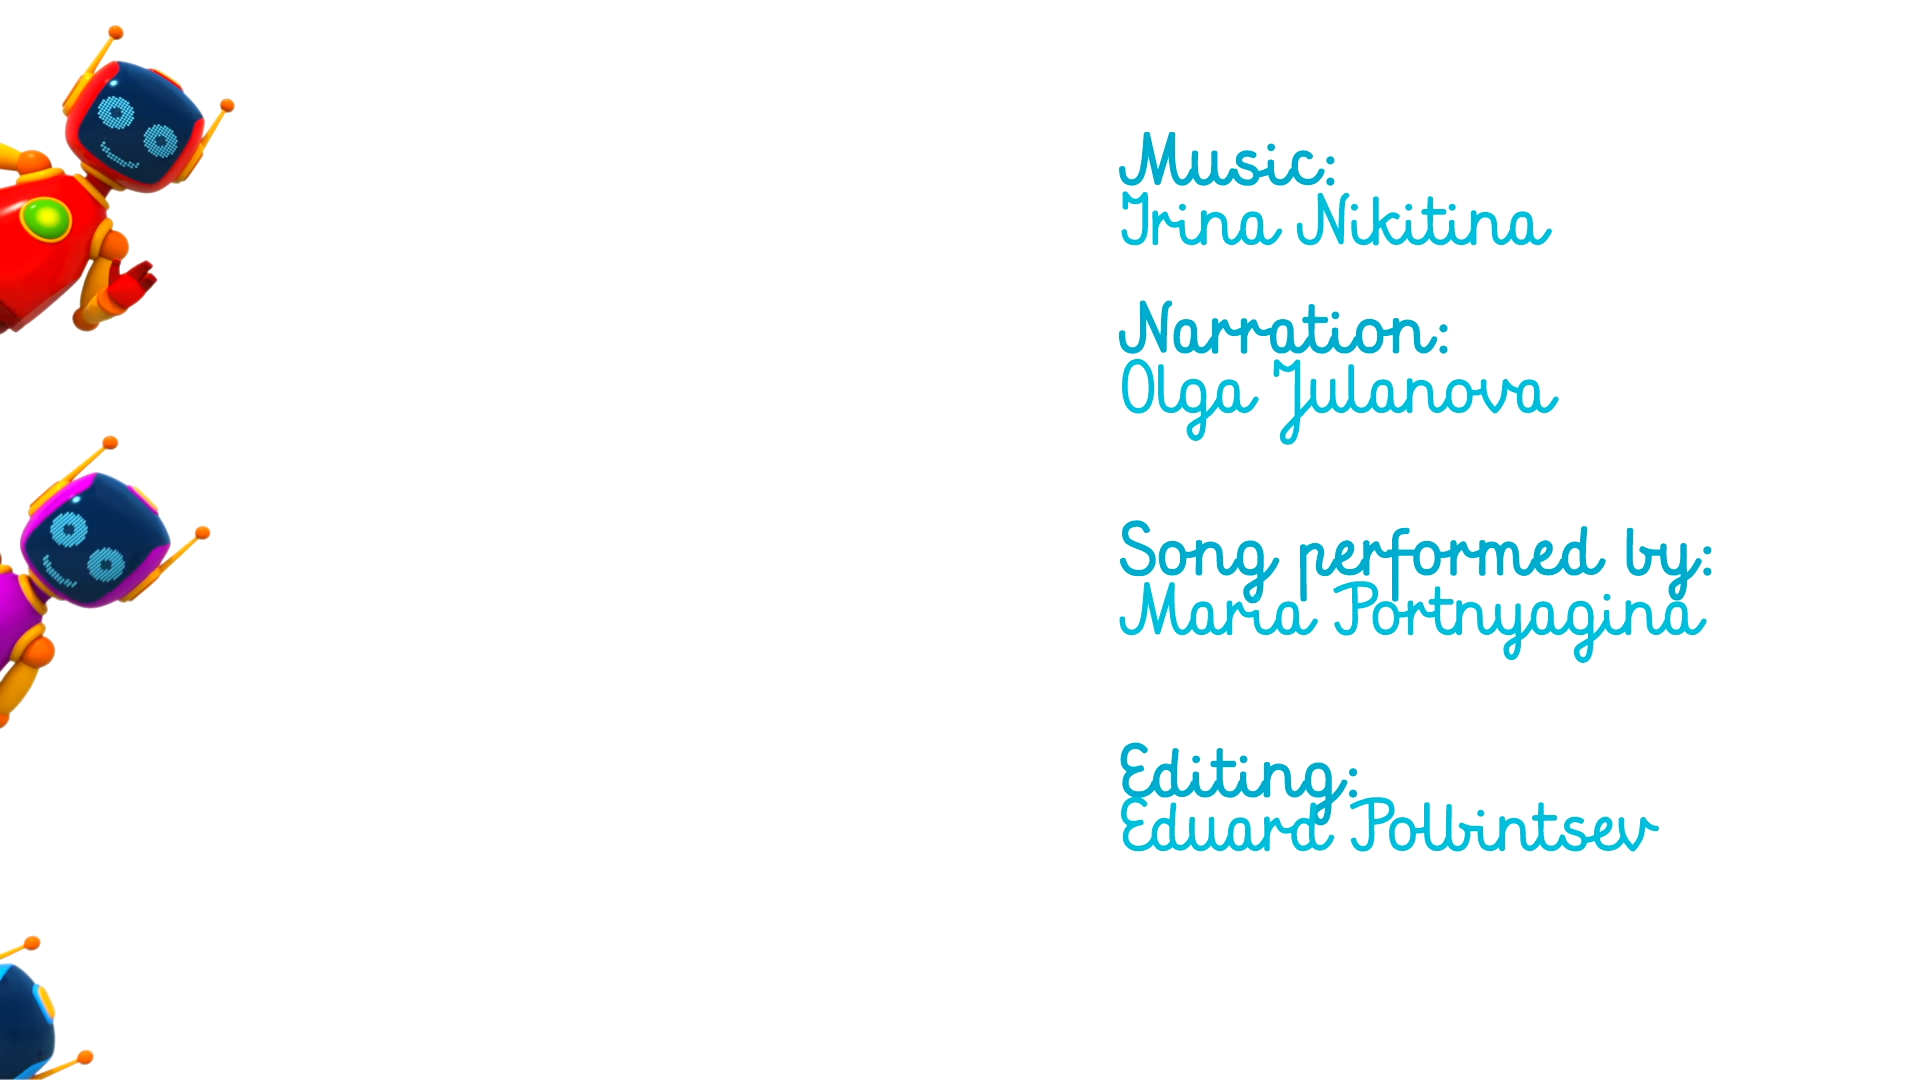 Music:
Irina Nikitina
Narration:
Olga Julanova
Song performed by:
Maria Portnyagina
Editing:
Eduard Polbintsev